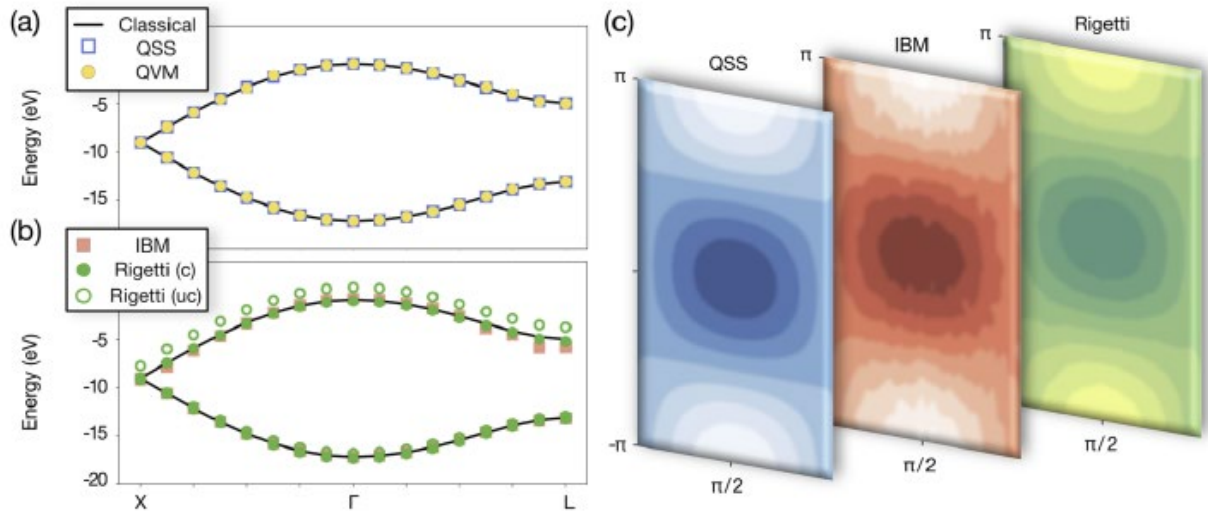 (a)
Classical
QSS
QVM
Energy (eV)
-5
-10
-15
(b)
IBM
Rigetti (c)
Rigetti (uc)
Energy (eV)
-5
-10
-15
-20
X
Γ
L
(c)
QSS
IBM
Rigetti
π
π
π
-π
π/2
π/2
π/2